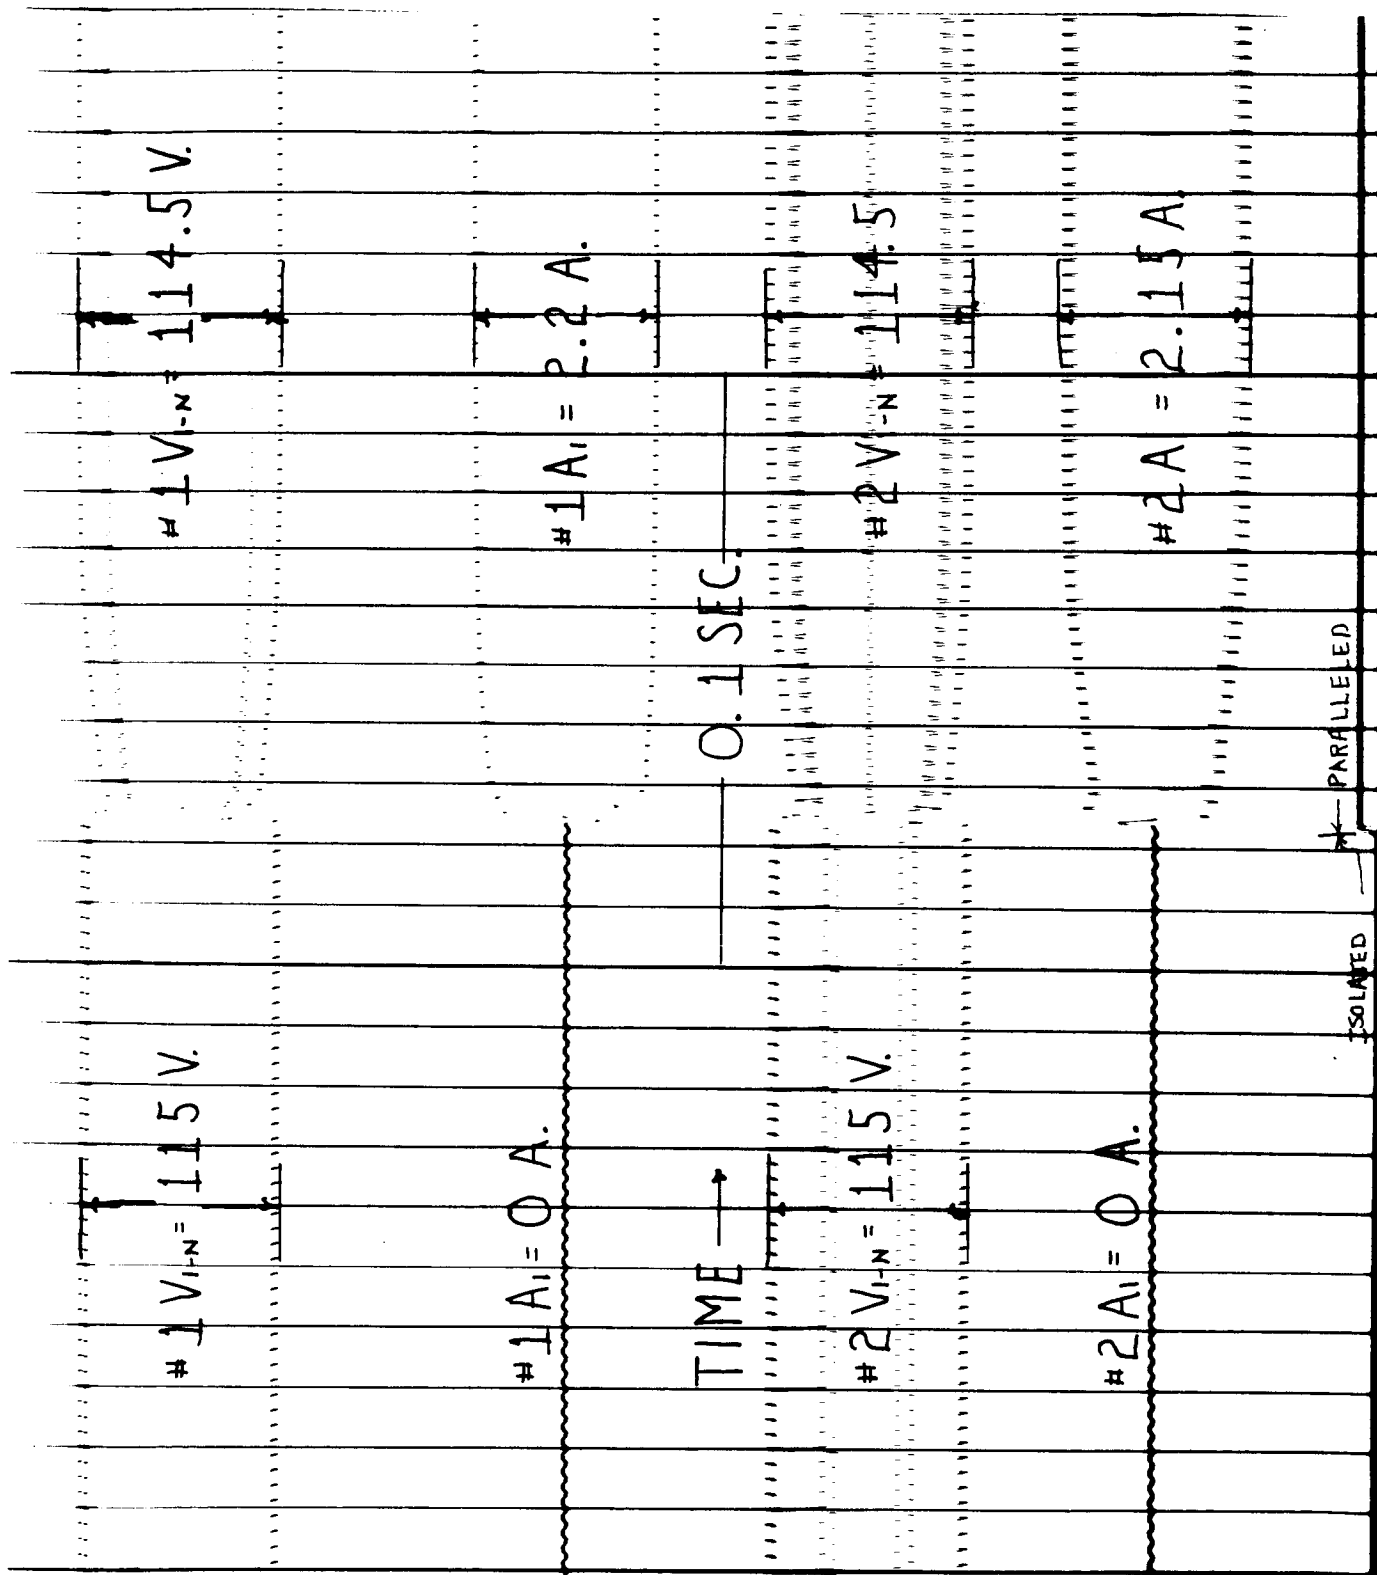 #1 V1-N = 115 V.
#1 V1-N = 114.5 V.
#1 A1 = 0 A.
#1 A1 = 2.2 A.
TIME →
0.1 SEC.
#2 V1-N = 115 V.
#2 V1-N = 114.5
#2 A1 = 0 A.
#2 A = 2.15 A.
ISOLATED
PARALLELED